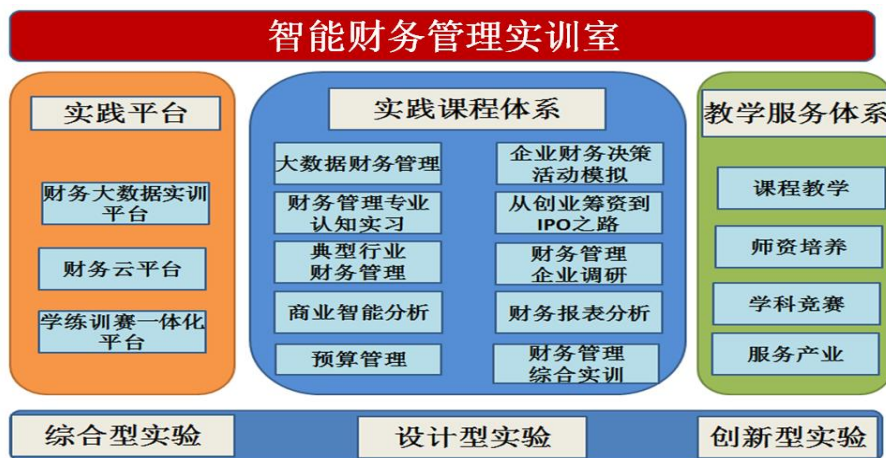 智能财务管理实训室
实践平台
财务大数据实训
平台
财务云平台
学练训赛一体化
平台
实践课程体系
大数据财务管理
企业财务决策
活动模拟
财务管理专业
认知实习
从创业筹资到
IPO之路
典型行业
财务管理
财务管理
企业调研
商业智能分析
财务报表分析
预算管理
财务管理
综合实训
教学服务体系
课程教学
师资培养
学科竞赛
服务产业
综合型实验
设计型实验
创新型实验